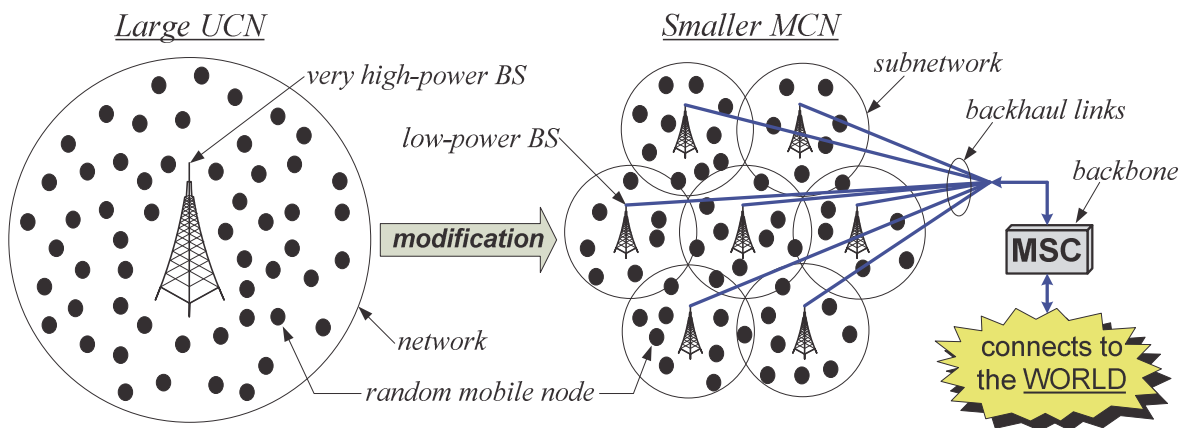 Large UCN
Smaller MCN
very high-power BS
subnetwork
backhaul links
low-power BS
backbone
modification
MSC
network
connects to
the WORLD
random mobile node